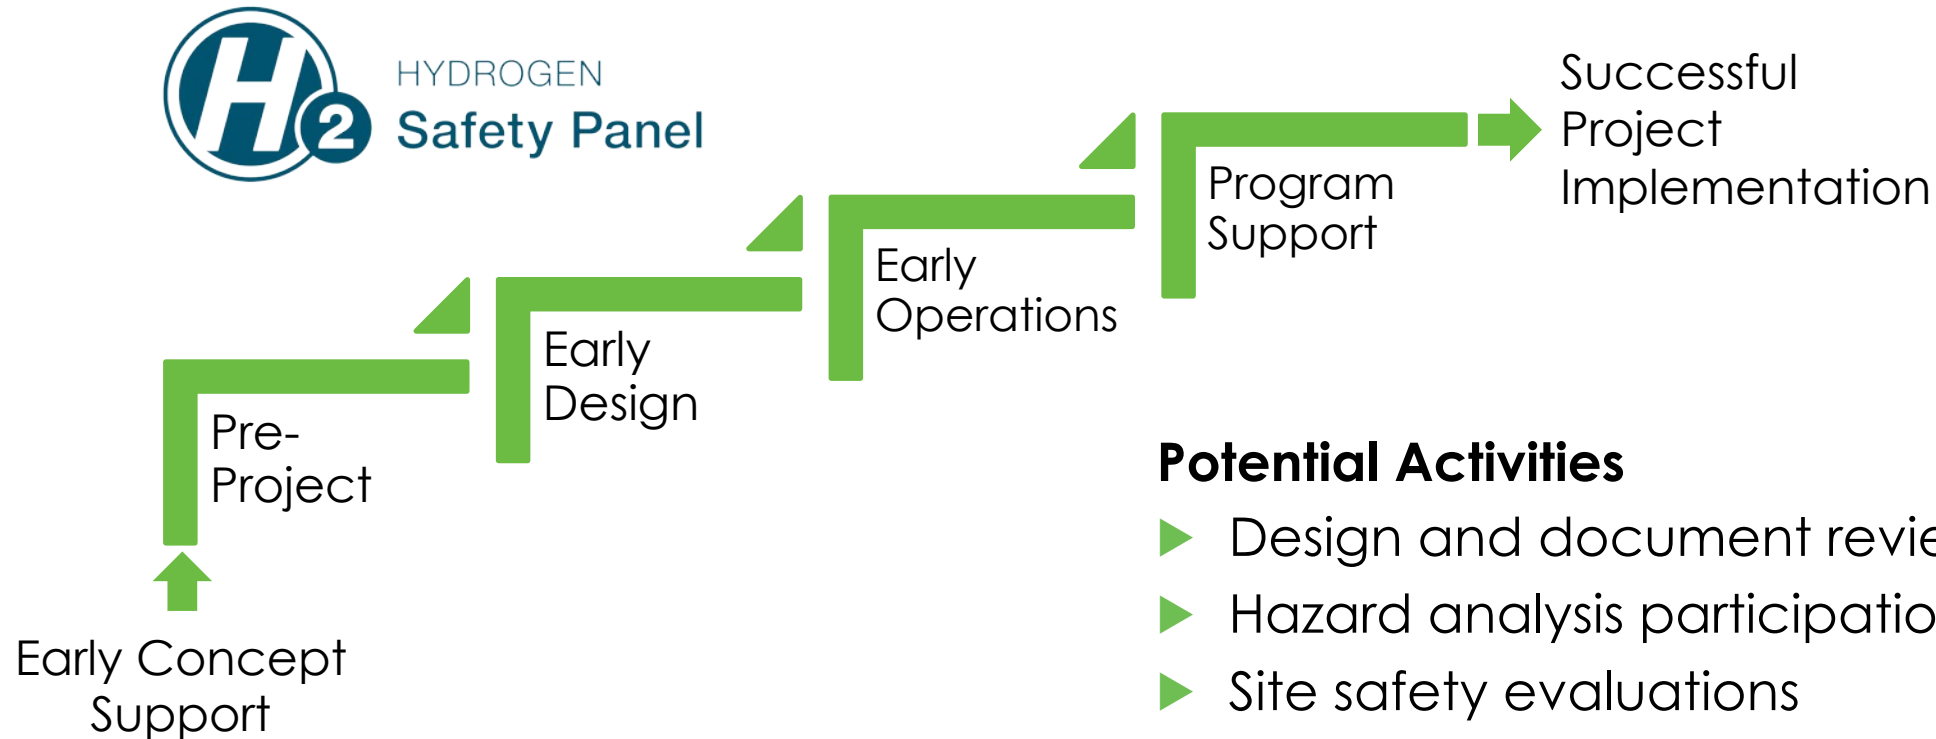 H2
HYDROGEN
Safety Panel
Successful
Project
Implementation
Program
Support
Early
Operations
Early
Design
Pre-
Project
Early Concept
Support
Potential Activities
Design and document
Hazard analysis
Site safety evaluations